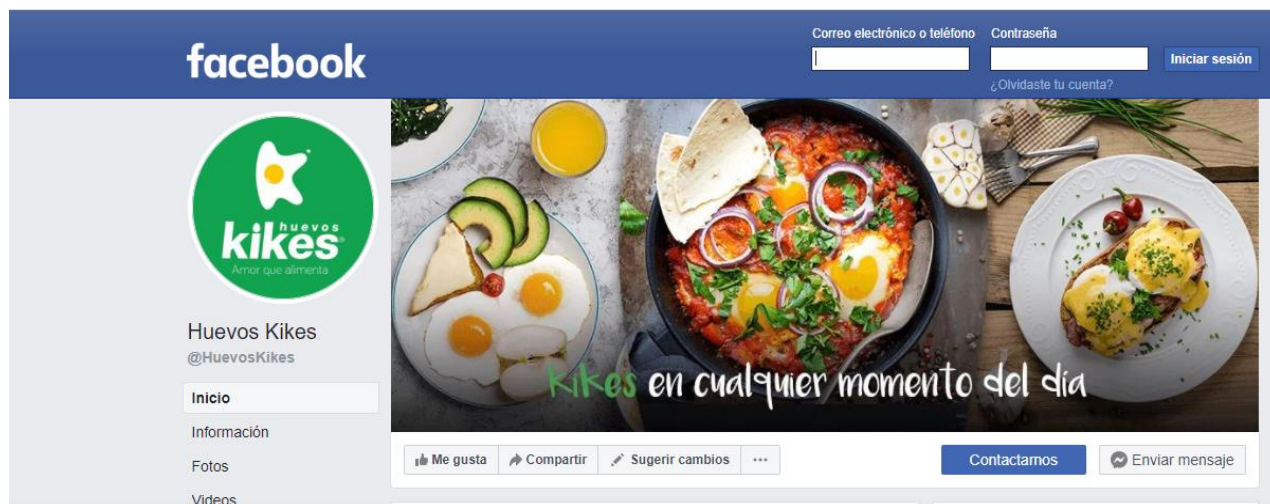 facebook
Correo electrónico o teléfono
Contraseña
Iniciar sesión
¿Olvidaste tu cuenta?
huevos
kikes
Amor que alimenta
Huevos Kikes
@HuevosKikes
Inicio
Información
Fotos
Videos
Kikes en cualquier momento del día
Me gusta
Compartir
Sugerir cambios
Contactarnos
Enviar mensaje